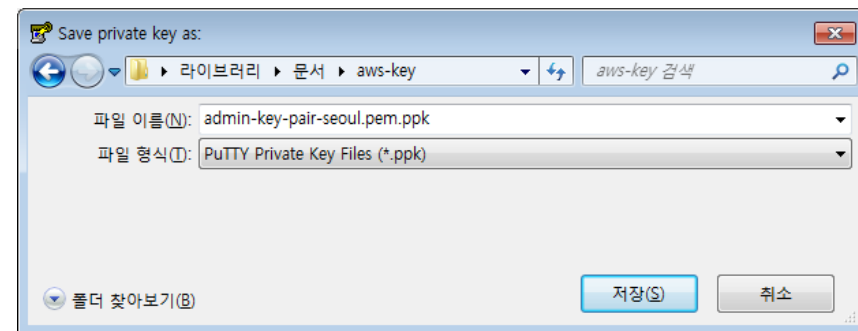 Save private key as:
라이브러리 ▶ 문서 ▶ aws-key
aws-key 검색
파일 이름(N): admin-key-pair-seoul.pem.ppk
파일 형식(T): PuTTY Private Key Files (*.ppk)
폴더 찾아보기(B)
저장(S)
취소